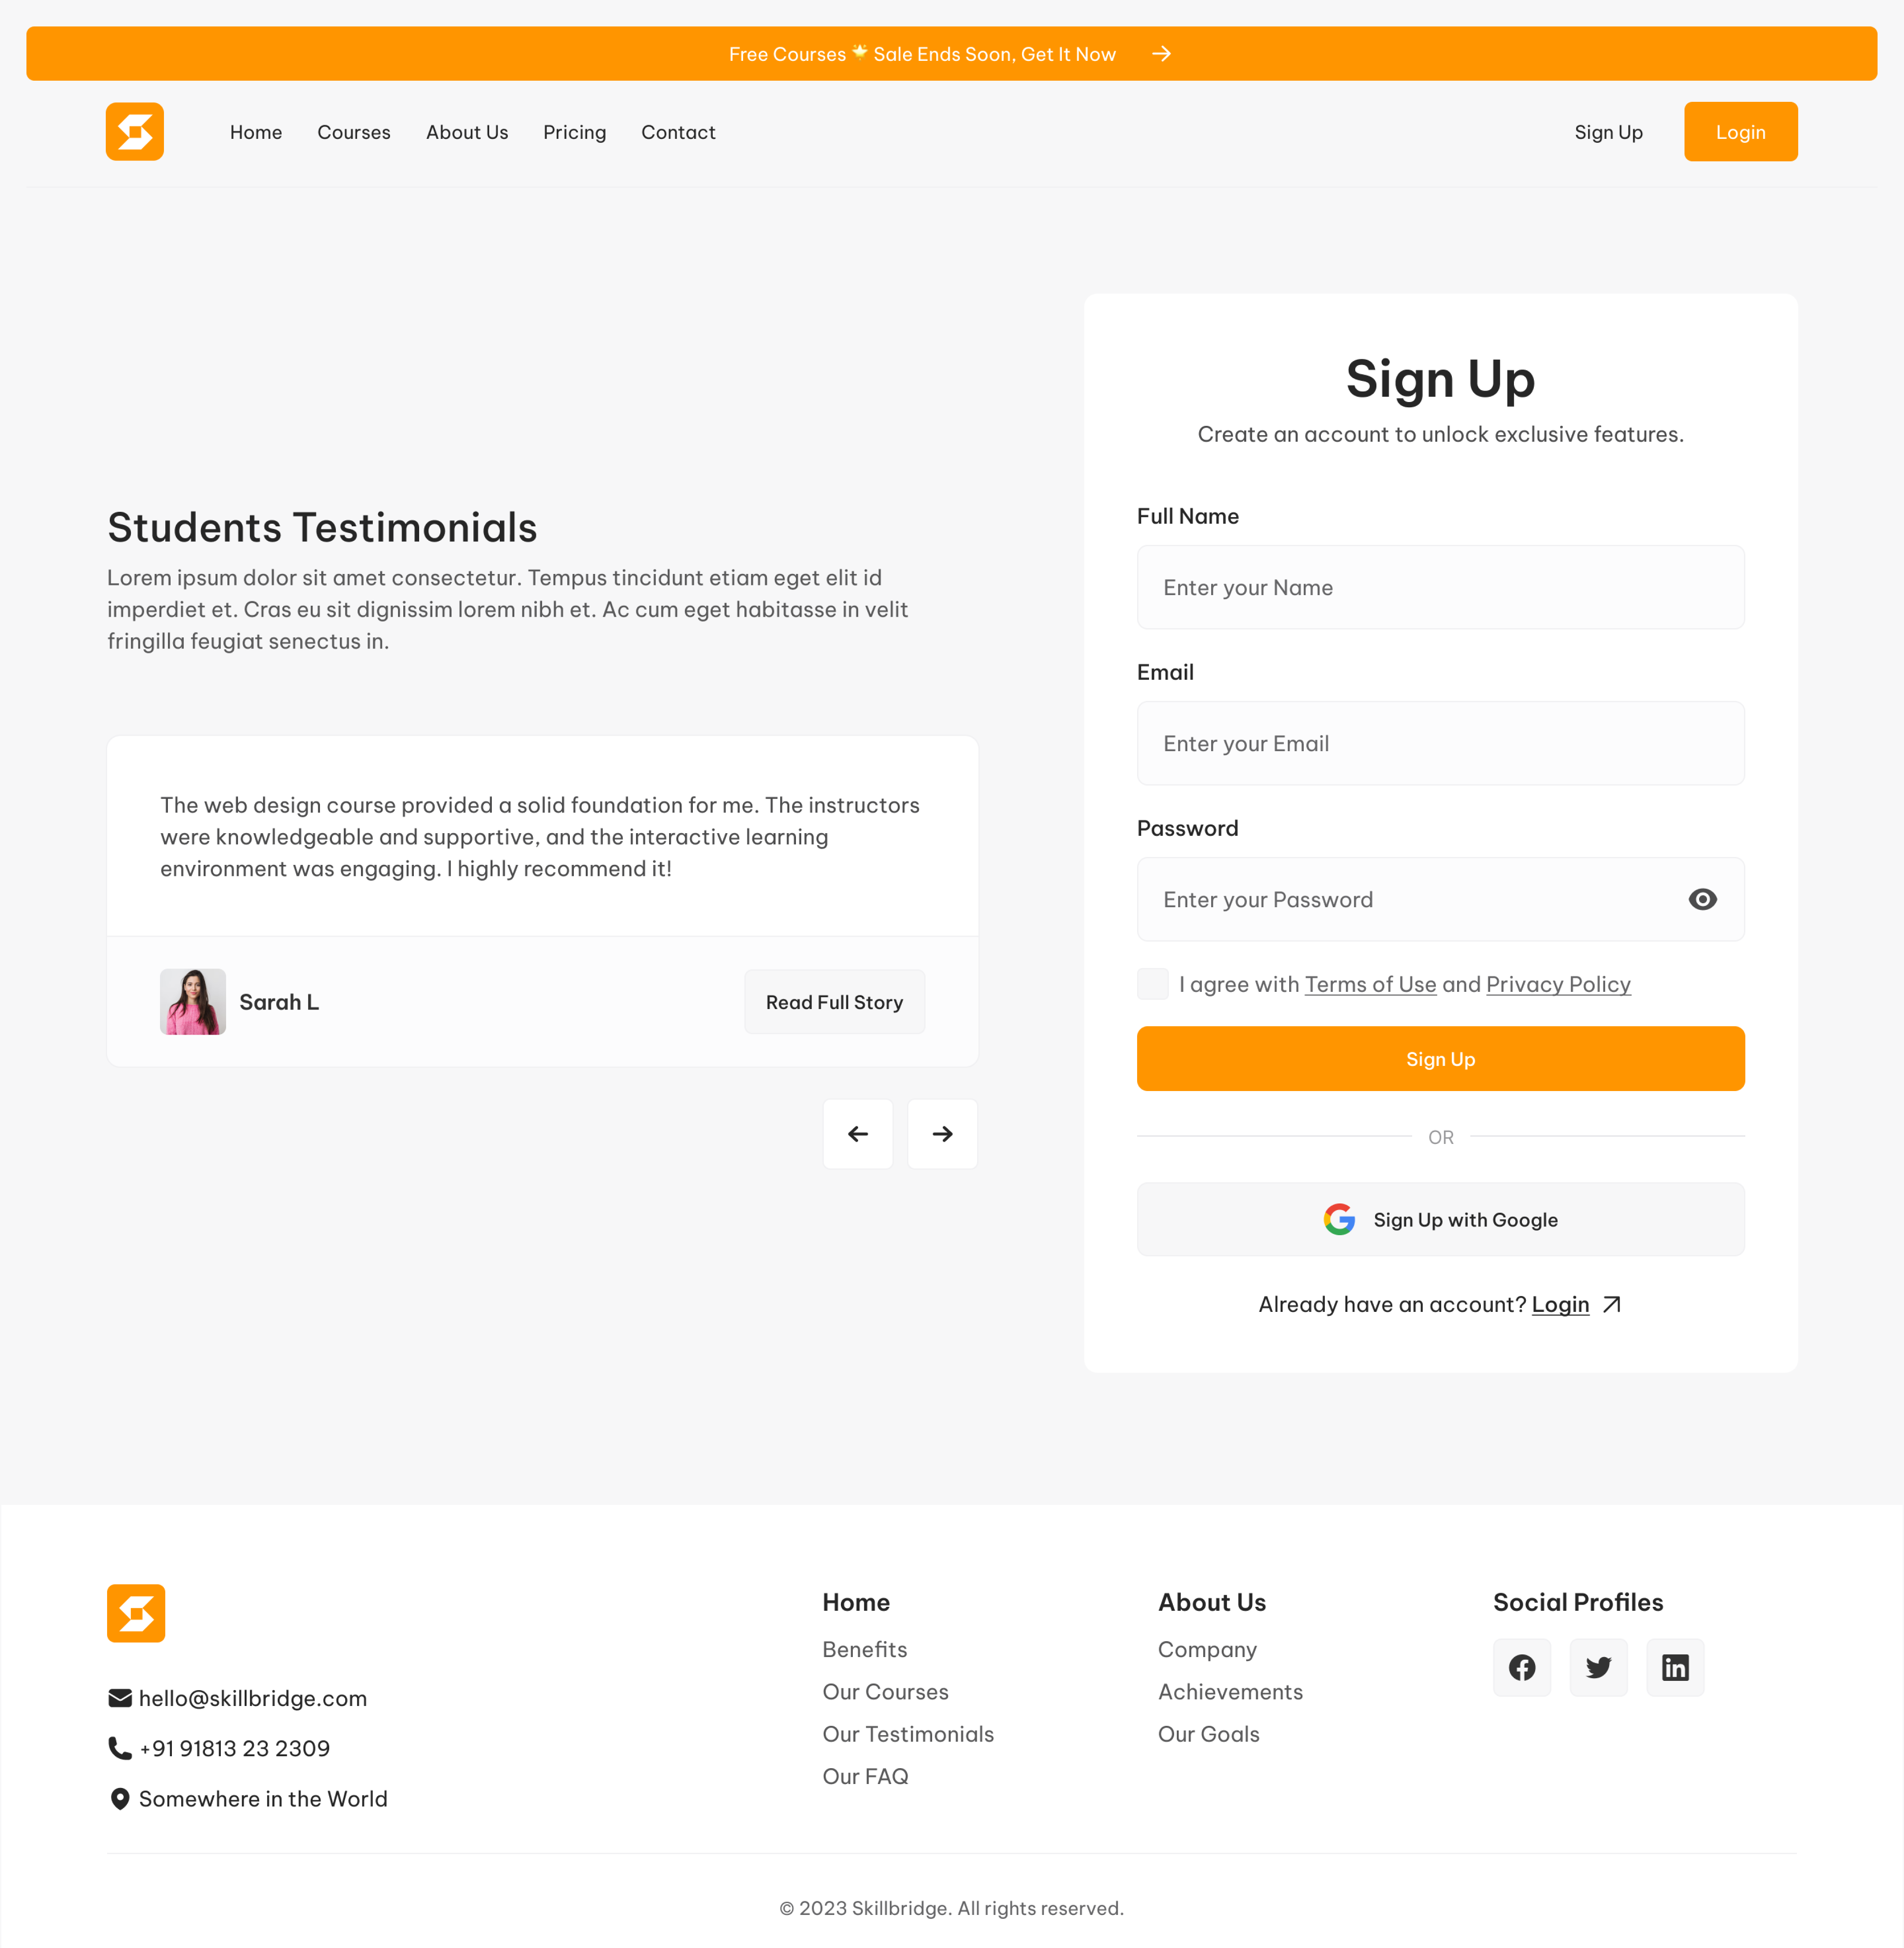 Free Courses 🌟 Sale Ends Soon, Get It Now
Home
Courses
About Us
Pricing
Contact
Sign Up
Login
Students Testimonials
Lorem ipsum dolor sit amet consectetur. Tempus tincidunt etiam eget elit id
imperdiet et. Cras eu sit dignissim lorem nibh et. Ac cum eget habitasse in velit
fringilla feugiat senectus in.
The web design course provided a solid foundation for me. The instructors
were knowledgeable and supportive, and the interactive learning
environment was engaging. I highly recommend it!
Sarah L
Read Full Story
Sign Up
Create an account to unlock exclusive features.
Full Name
Enter your Name
Email
Enter your Email
Password
Enter your Password
I agree with Terms of Use and Privacy Policy
Sign Up
OR
Sign Up with Google
Already have an account? Login
hello@skillbridge.com
+91 91813 23 2309
Somewhere in the World
Home
Benefits
Our Courses
Our Testimonials
Our FAQ
About Us
Company
Achievements
Our Goals
Social Profiles
© 2023 Skillbridge. All rights reserved.